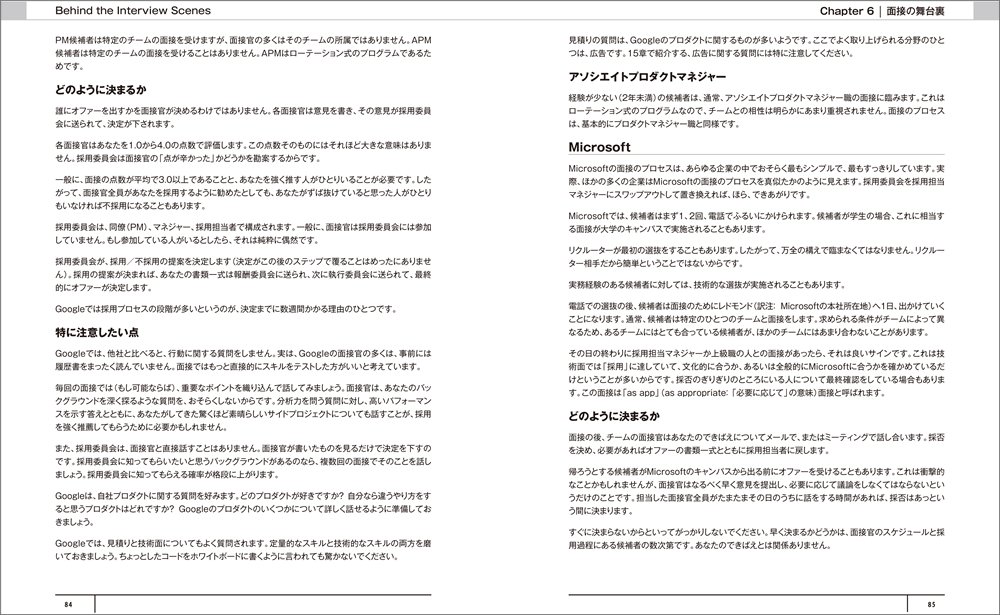 Behind the Interview Scenes
PM候補者は特定のチームの面接を受けますが、面接官の多くはそのチームの所属ではありません。APM
候補者は特定のチームの面接を受けることはありません。APMはローテーション式のプログラムであるた
めです。
どのように決まるか
誰にオファーを出すかを面接官が決めるわけではありません。各面接官は意見を書き、その意見が採用委員
会に送られて、決定が下されます。
各面接官はあなたを1.0から4.0の点数で評価します。この点数そのものにはそれほど大きな意味はありま
せん。採用委員会は面接官の「点が辛かった」かどうかを勘案するからです。
一般に、面接の点数が平均で3.0以上であることと、あなたを強く推す人がひとりいることが必要です。した
がって、面接官全員があなたを採用するように勧めたとしても、あなたがずば抜けていると思った人がひとり
もいなければ不採用になることもあります。
採用委員会は、同僚（PM）、マネージャー、採用担当者で構成されます。一般に、面接官は採用委員会には参加
していません。もし参加している人がいるとしたら、それは純粋に偶然です。
採用委員会が、採用／不採用の提案を決定します（決定がこの後のステップで覆ることはめったにありませ
ん）。採用の提案が決まれば、あなたの書類一式は報酬委員会に送られ、次に執行委員会に送られて、最終
的にオファーが決定します。
Googleでは採用プロセスの段階が多いというのが、決定までに数週間かかる理由のひとつです。
特に注意したい点
Googleでは、他社と比べると、行動に関する質問をしません。実は、Googleの面接官の多くは、事前には
履歴書をまったく読んでいません。面接ではもっと直接的にスキルをテストした方がいいと考えています。
毎回の面接では（もし可能ならば）、重要なポイントを織り込んで話してみましょう。面接官は、あなたのバッ
クグラウンドを深く探るような質問を、おそらくしないからです。分析力を問う質問に対し、高いパフォーマン
スを示す答えとともに、あなたがしてきた驚くほど素晴らしいサイドプロジェクトについても話すことが、採用
を強く推薦してもらうために必要かもしれません。
また、採用委員会は、面接官と直接話すことはありません。面接官が書いたものを見るだけで決定を下すの
です。採用委員会に知ってもらいたいと思うバックグラウンドがあるのなら、複数回の面接でそのことを話し
ましょう。採用委員会に知ってもらえる確率が格段に上がります。
Googleは、自社プロダクトに関する質問を好みます。どのプロダクトが好きですか？ 自分なら違うやり方をす
ると思うプロダクトはどれですか？ Googleのプロダクトのいくつかについて詳しく話せるように準備してお
きましょう。
Googleでは、見積りと技術面についてもよく質問されます。定量的なスキルと技術的なスキルの両方を磨
いておきましょう。ちょっとしたコードをホワイトボードに書くように言われても驚かないでください。
84
Chapter 6 | 面接の舞台裏
見積りの質問は、Googleのプロダクトに関するものが多いようです。ここでよく取り上げられる分野のひと
つは、広告です。15章で紹介する、広告に関する質問には特に注意してください。
アソシエイトプロダクトマネジャー
経験が少ない（2年未満）の候補者は、通常、アソシエイトプロダクトマネジャー職の面接に臨みます。これは
ローテーション式のプログラムなので、チームとの相性は明らかにあまり重視されません。面接のプロセス
は、基本的にプロダクトマネジャー職と同様です。
Microsoft
Microsoftの面接のプロセスは、あらゆる企業の中でおそらく最もシンプルで、最もすっきりしています。実
際、ほかの多くの企業はMicrosoftの面接のプロセスを真似たかのように見えます。採用委員会を採用担当
マネジャーにスワップアウトして置き換えれば、ほら、できあがりです。
Microsoftでは、候補者はまず1、2回、電話でふるいにかけられます。候補者が学生の場合、これに相当す
る面接が大学のキャンパスで実施されることもあります。
リクルーターが最初の選抜をすることもあります。したがって、万全の構えで臨まなくてはなりません。リクルー
ター相手だから簡単ということではないからです。
実務経験のある候補者に対しては、技術的な選抜が実施されることもあります。
電話での選抜の後、候補者は面接のためにレドモンド（訳注： Microsoftの本社所在地）へ1日、出かけていく
ことになります。通常、候補者は特定のひとつのチームと面接をします。求められる条件がチームによって異
なるため、あるチームにはとても合っている候補者が、ほかのチームにはあまり合わないことがあります。
その日の終わりに採用担当マネジャーか上級職の人との面接があったら、それは良いサインです。これは技
術面では「採用」に達していて、文化的に合うか、あるいは全般的にMicrosoftに合うかを確かめているだ
けということが多いからです。採否のぎりぎりのところにいる人について最終確認をしている場合もありま
す。この面接は「as app」（as appropriate：「必要に応じて」の意味）面接と呼ばれます。
どのように決まるか
面接の後、チームの面接官はあなたのできばえについてメールで、またはミーティングで話し合います。採否
を決め、必要があればオファーの書類一式とともに採用担当者に戻します。
帰ろうとする候補者がMicrosoftのキャンパスから出る前にオファーを受けることもあります。これは衝撃的
なことかもしれませんが、面接官はなるべく早く意見を提出し、必要に応じて議論をしなくてはならないとい
うだけのことです。担当した面接官全員がたまたまその日のうちに話をする時間があれば、採否はあっとい
う間に決まります。
すぐに決まらないからといってがっかりしないでください。早く決まるかどうかは、面接官のスケジュールと採
用過程にある候補者の数次第です。あなたのできばえとは関係ありません。
85